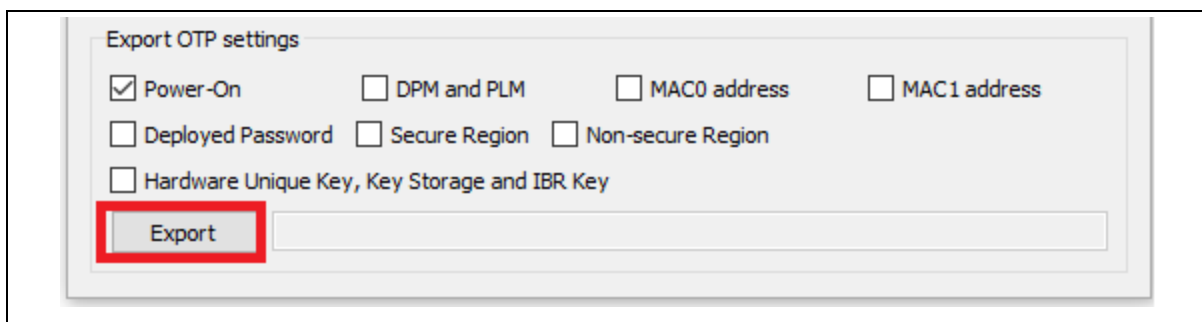 Export OTP settings
Power-On DPM and PLM MAC0 address MAC1 address
Deployed Password Secure Region Non-secure Region
Hardware Unique Key, Key Storage and IBR Key
Export